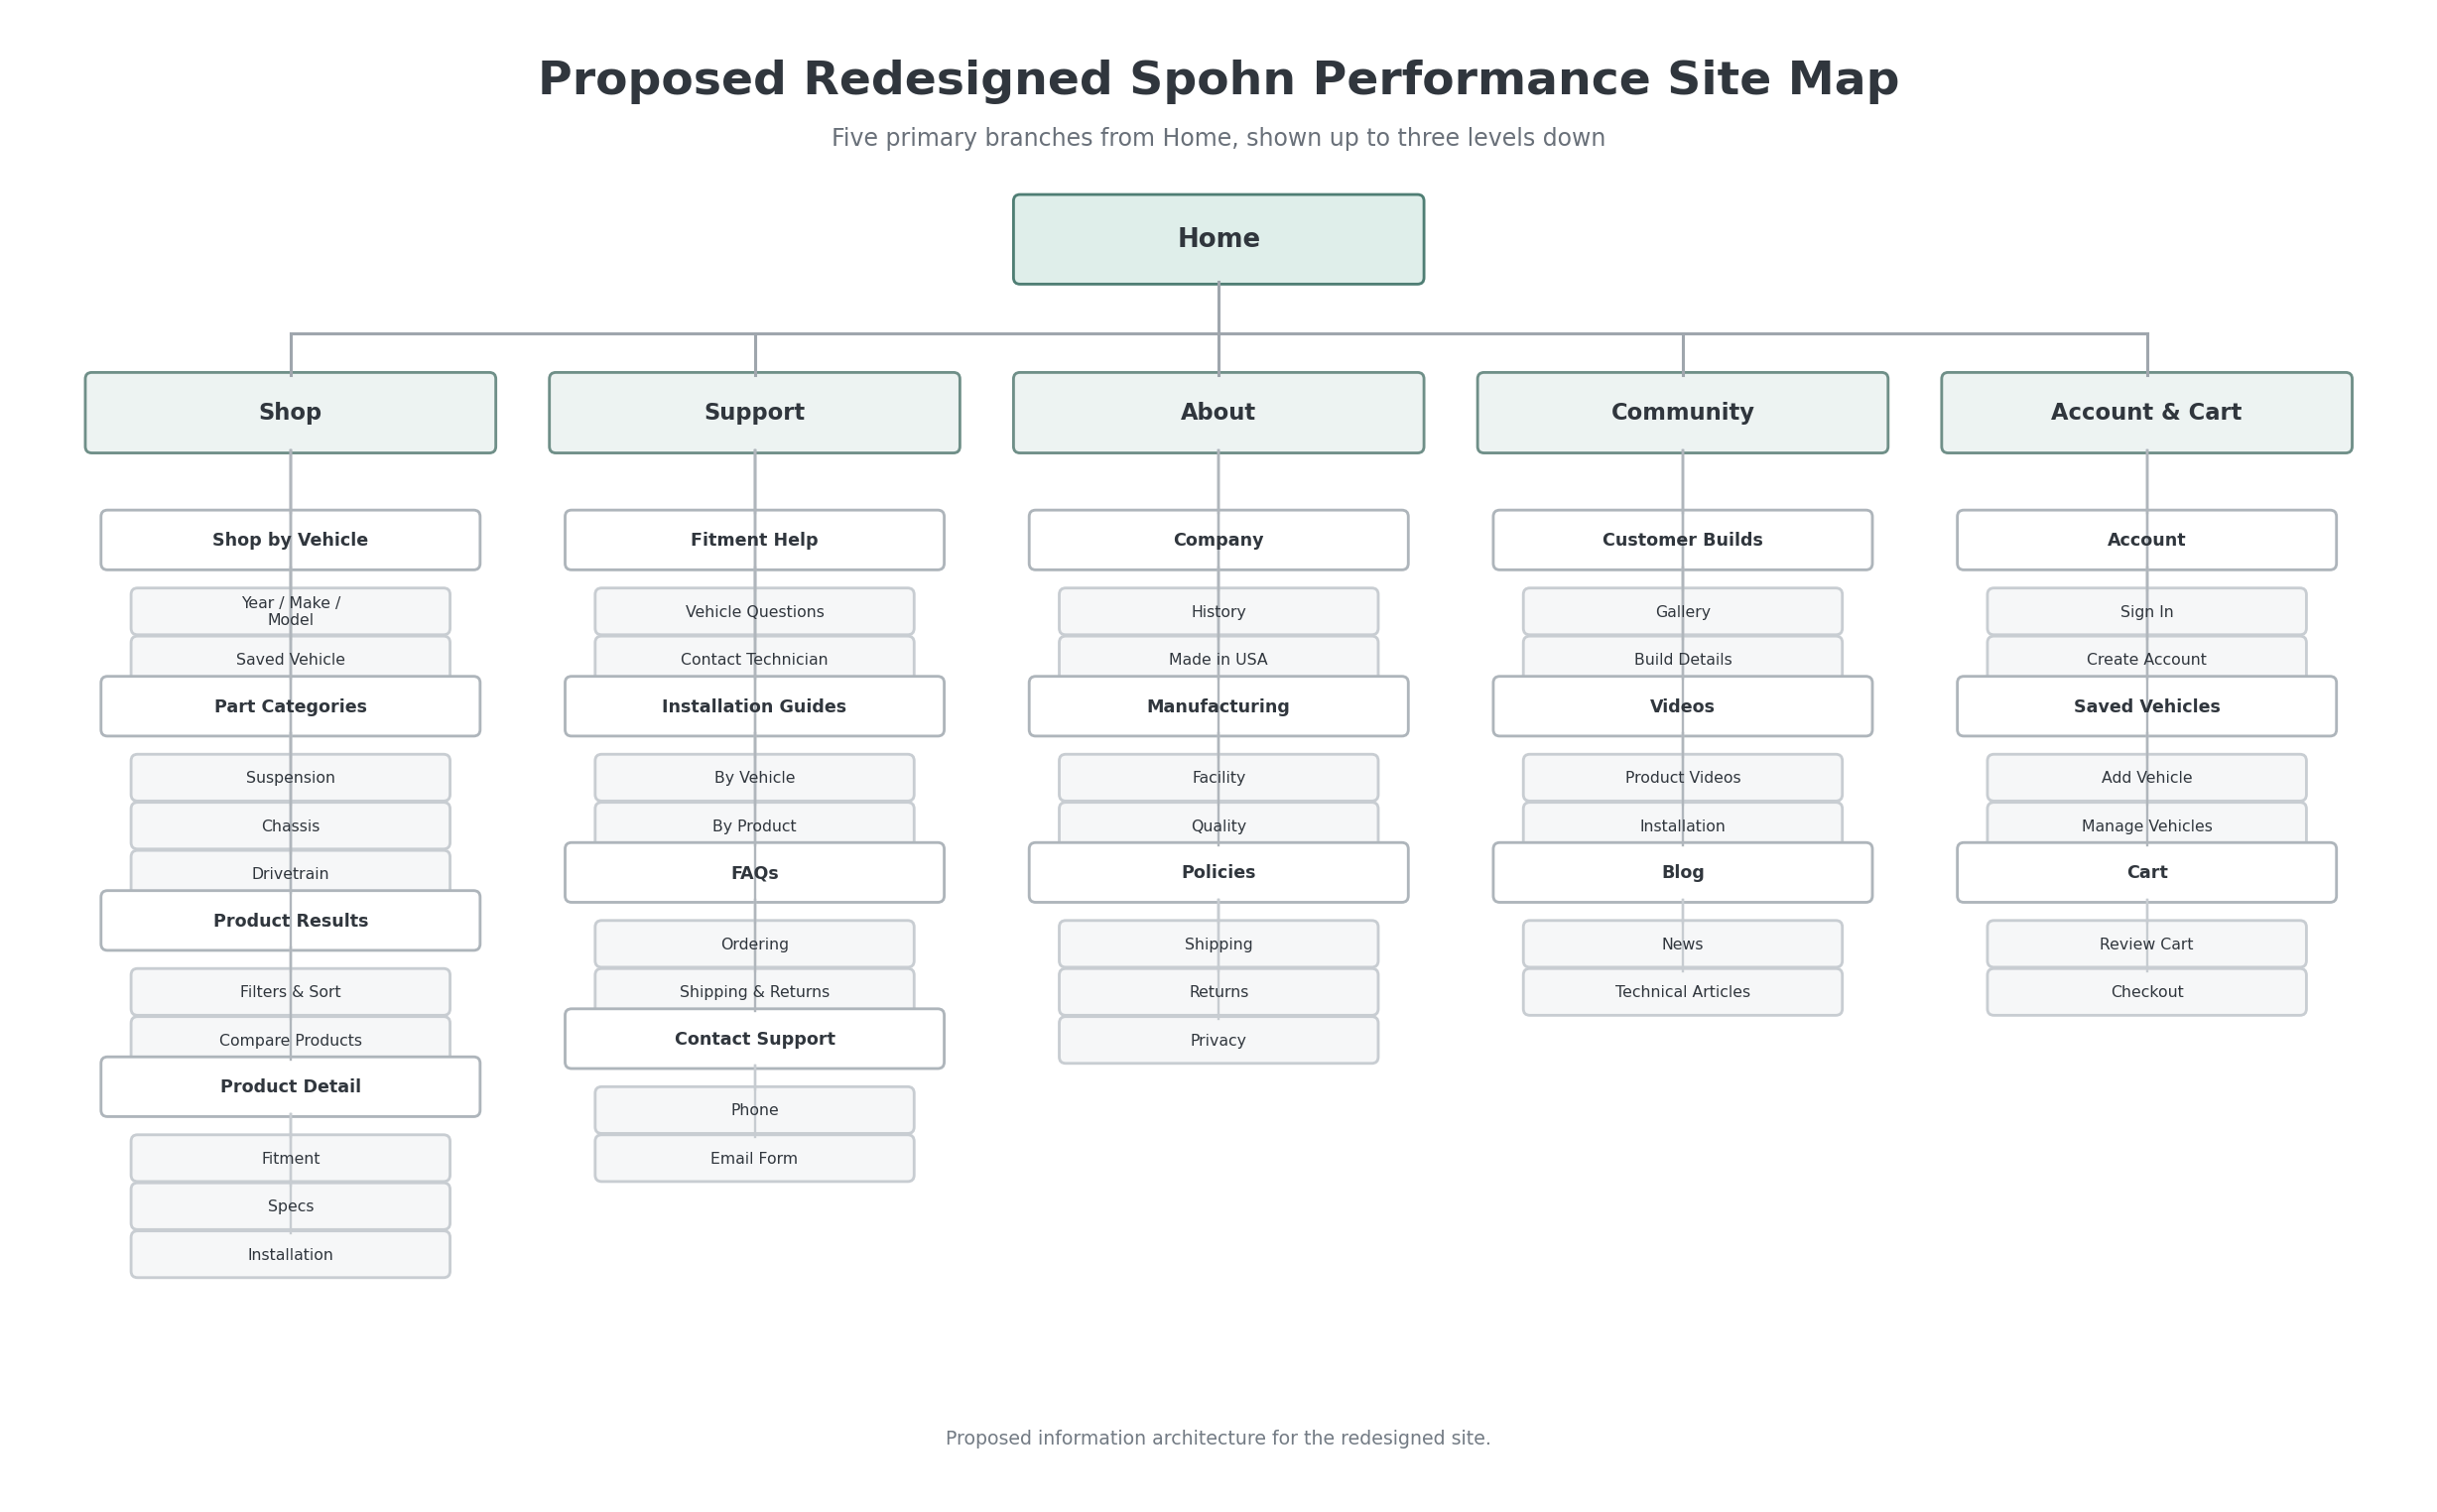 Proposed Redesigned Spohn Performance Site Map
Five primary branches from Home, shown up to three levels down
Home
Shop
Support
About
Community
Account & Cart
Shop by Vehicle
Year / Make /
Model
Saved Vehicle
Part Categories
Suspension
Chassis
Drivetrain
Product Results
Filters & Sort
Compare Products
Product Detail
Fitment
Specs
Installation
Fitment Help
Vehicle Questions
Contact Technician
Installation Guides
By Vehicle
By Product
FAQs
Ordering
Shipping & Returns
Contact Support
Phone
Email Form
Company
History
Made in USA
Manufacturing
Facility
Quality
Policies
Shipping
Returns
Privacy
Customer Builds
Gallery
Build Details
Videos
Product Videos
Installation
Blog
News
Technical Articles
Account
Sign In
Create Account
Saved Vehicles
Add Vehicle
Manage Vehicles
Cart
Review Cart
Checkout
Proposed information architecture for the redesigned site.